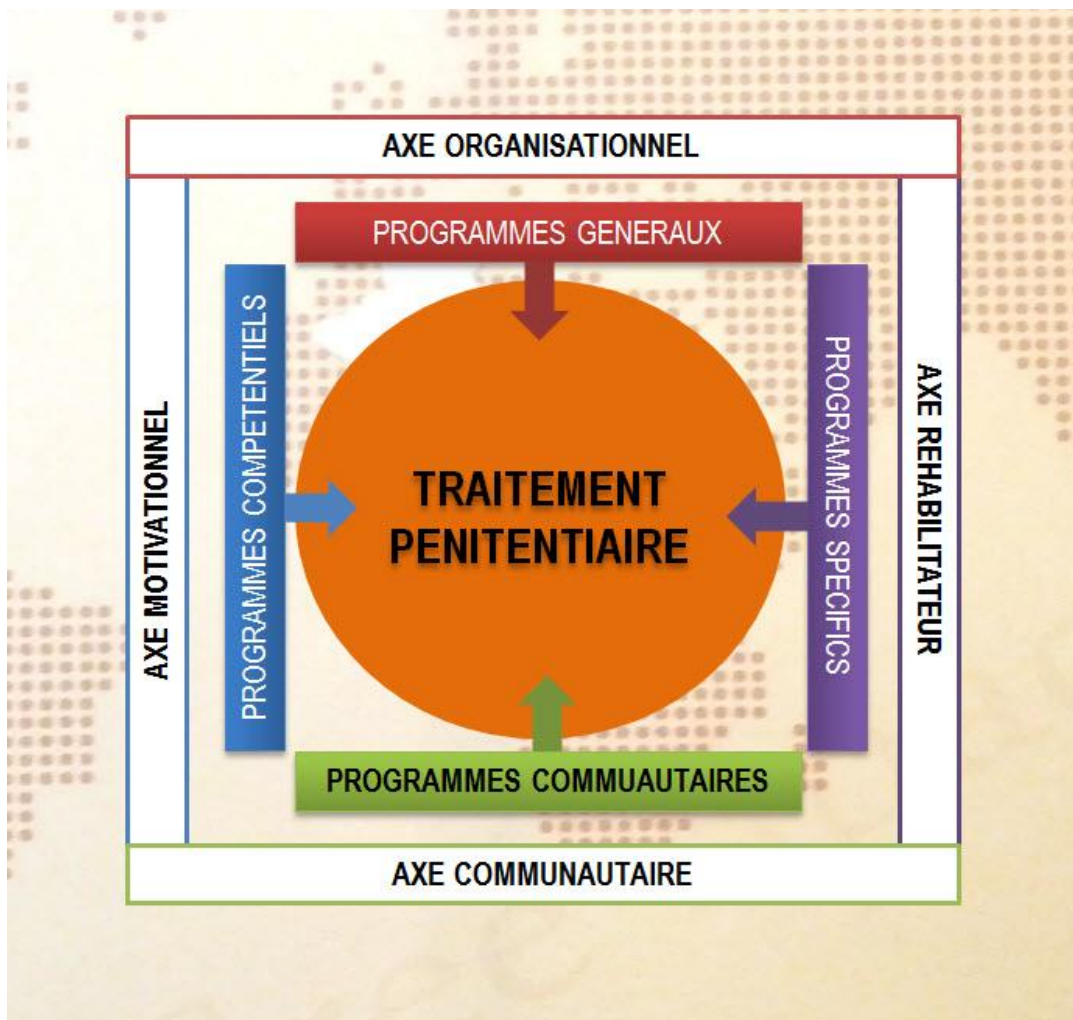 AXE ORGANISATIONNEL
PROGRAMMES GENERAUX
AXE MOTIVATIONNEL
PROGRAMMES COMPETENTIELS
TRAITEMENT
PENITENTIAIRE
PROGRAMMES SPECIFICS
AXE REHABILITATEUR
PROGRAMMES COMMUAUTAIRES
AXE COMMUNAUTAIRE